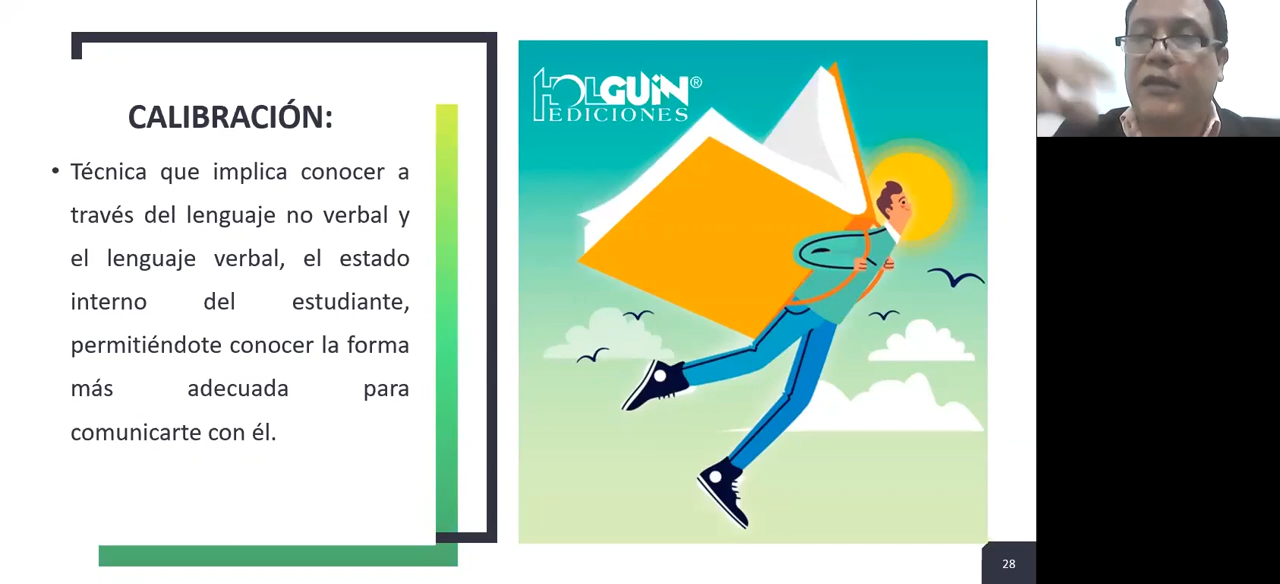 CALIBRACIÓN:
• Técnica que implica conocer a
través del lenguaje no verbal y
el lenguaje verbal, el estado
interno del estudiante,
permitiéndote conocer la forma
más adecuada para
comunicarte con él.
HOLGUÍN®
EDICIONES
28